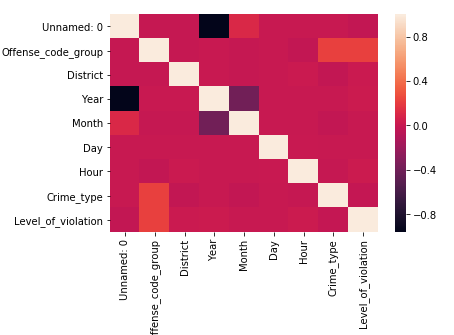 Unnamed: 0
Offense_code_group
District
Year
Month
Day
Hour
Crime_type
Level_of_violation
0.8
0.4
0.0
−0.4
−0.8
Unnamed: 0
ffense_code_group
District
Year
Month
Day
Hour
Crime_type
Level_of_violation